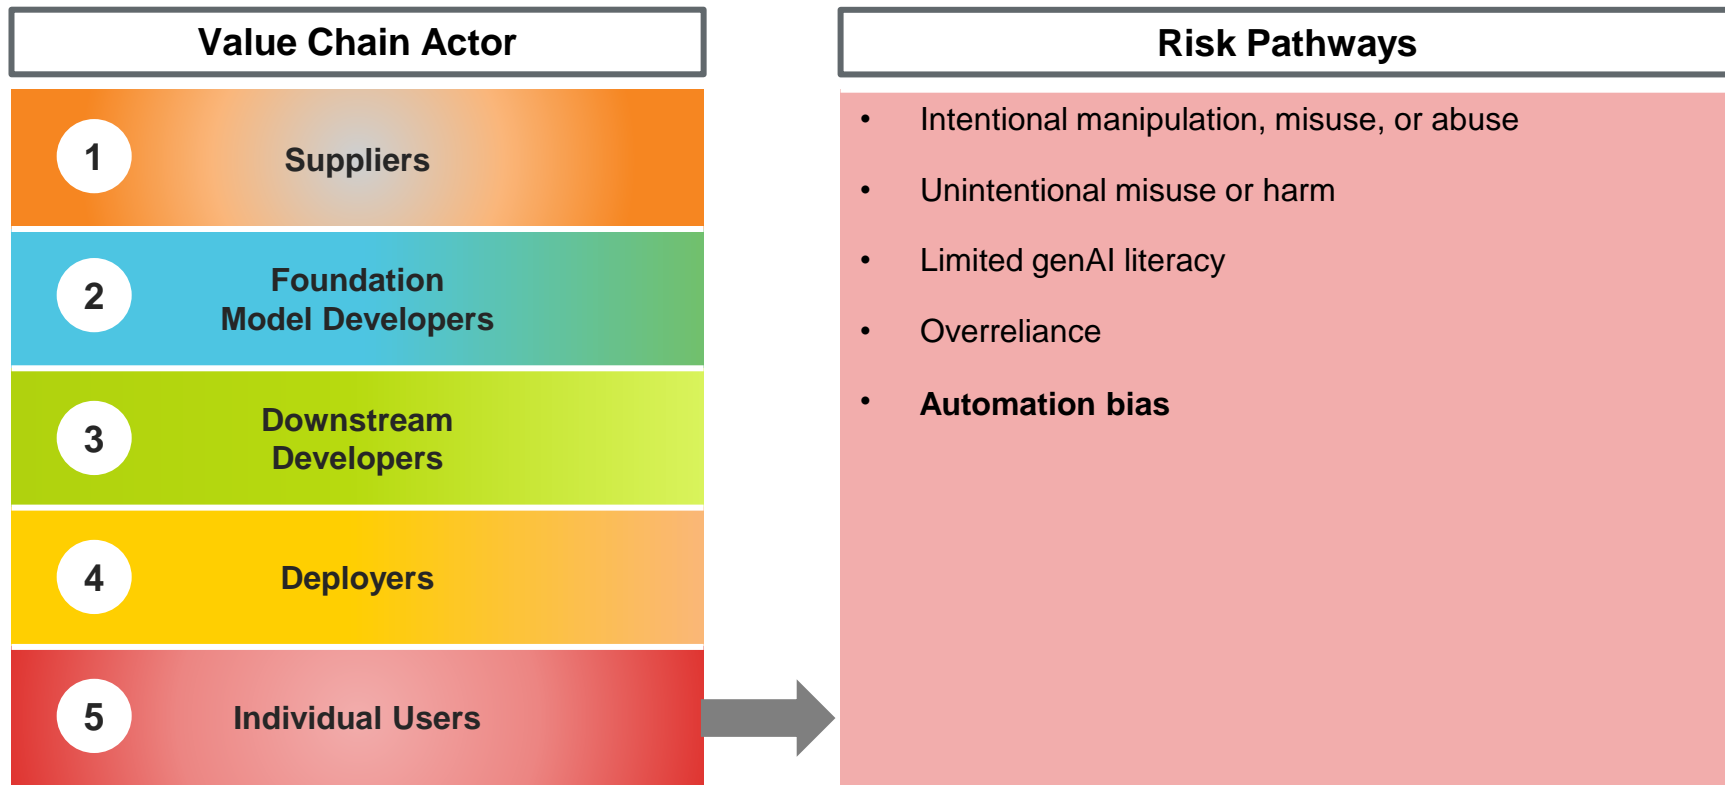 Value Chain Actor
1
Suppliers
2
Foundation
Model Developers
3
Downstream
Developers
4
Deployers
5
Individual Users
Risk Pathways
• Intentional manipulation, misuse, or abuse
• Unintentional misuse or harm
• Limited genAI literacy
• Overreliance
• Automation bias